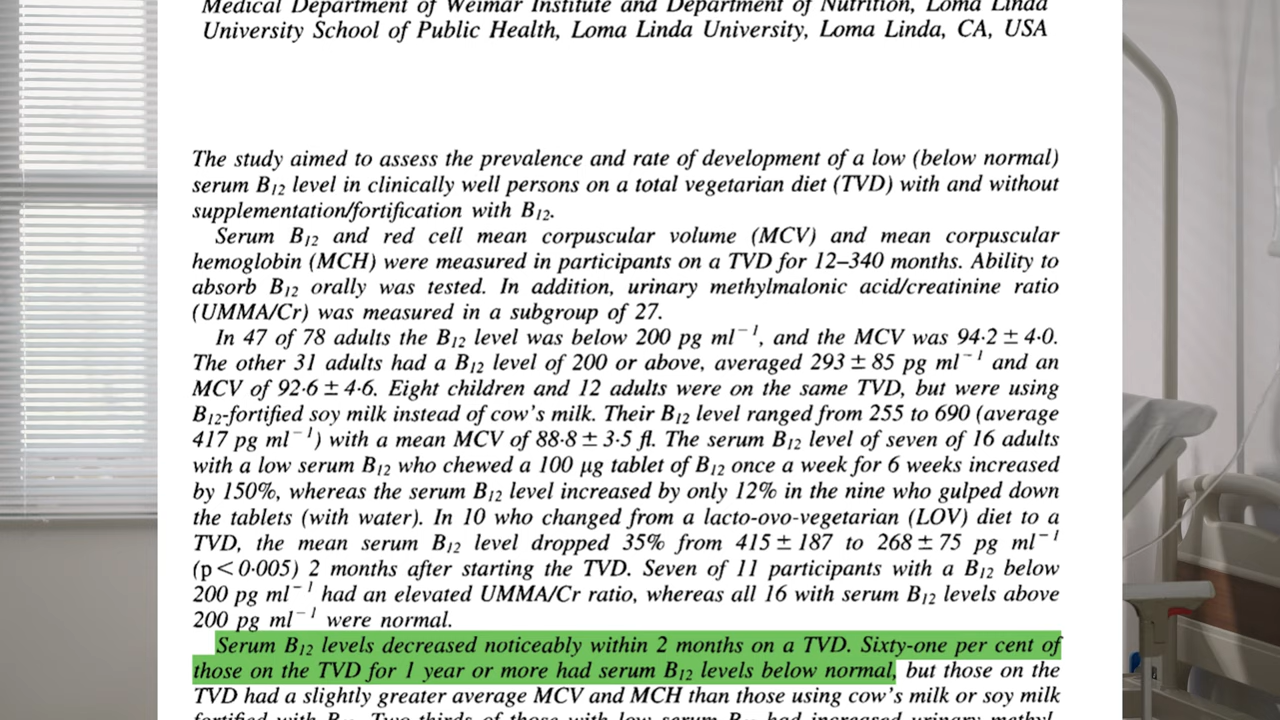 Medical Department of Weimar Institute and Department of Nutrition, Loma Linda
University School of Public Health, Loma Linda University, Loma Linda, CA, USA
The study aimed to assess the prevalence and rate of development of a low (below normal)
serum B12 level in clinically well persons on a total vegetarian diet (TVD) with and without
supplementation/fortification with B12.
Serum B12 and red cell mean corpuscular volume (MCV) and mean corpuscular
hemoglobin (MCH) were measured in participants on a TVD for 12–340 months. Ability to
absorb B12 orally was tested. In addition, urinary methylmalonic acid/creatinine ratio
(UMMA/Cr) was measured in a subgroup of 27.
In 47 of 78 adults the B12 level was below 200 pg ml⁻¹, and the MCV was 94·2 ± 4·0.
The other 31 adults had a B12 level of 200 or above, averaged 293 ± 85 pg ml⁻¹ and an
MCV of 92·6 ± 4·6. Eight children and 12 adults were on the same TVD, but were using
B12-fortified soy milk instead of cow's milk. Their B12 level ranged from 255 to 690 (average
417 pg ml⁻¹) with a mean MCV of 88·8 ± 3·5 fl. The serum B12 level of seven of 16 adults
with a low serum B12 who chewed a 100 μg tablet of B12 once a week for 6 weeks increased
by 150%, whereas the serum B12 level increased by only 12% in the nine who gulped down
the tablets (with water). In 10 who changed from a lacto-ovo-vegetarian (LOV) diet to a
TVD, the mean serum B12 level dropped 35% from 415 ± 187 to 268 ± 75 pg ml⁻¹
(p < 0·005) 2 months after starting the TVD. Seven of 11 participants with a B12 below
200 pg ml⁻¹ had an elevated UMMA/Cr ratio, whereas all 16 with serum B12 levels above
200 pg ml⁻¹ were normal.
Serum B12 levels decreased noticeably within 2 months on a TVD. Sixty-one per cent of
those on the TVD for 1 year or more had serum B12 levels below normal, but those on the
TVD had a slightly greater average MCV and MCH than those using cow's milk or soy milk
fortified with B12. Two thirds of those with low serum B12 had increased urinary methyl-